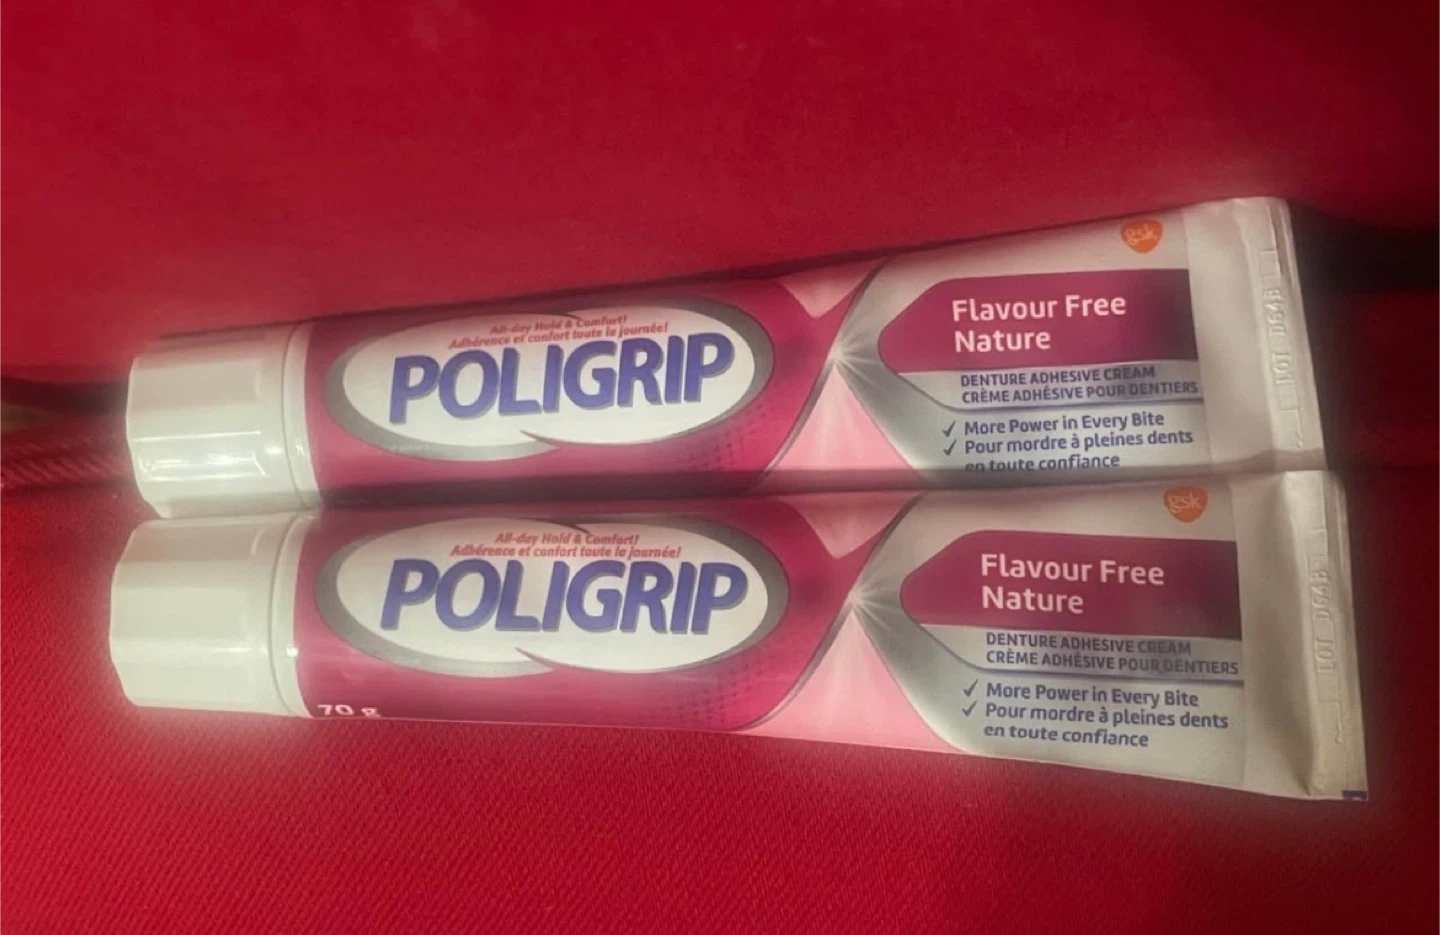 gsk
All-day Hold & Comfort!
Adhérence et confort toute la journée!
POLIGRIP
Flavour Free
Nature
DENTURE ADHESIVE CREAM
CRÈME ADHÉSIVE POUR DENTIERS
✓ More Power in Every Bite
✓ Pour mordre à pleines dents
en toute confiance
gsk
All-day Hold & Comfort!
Adhérence et confort toute la journée!
POLIGRIP
70 g
Flavour Free
Nature
DENTURE ADHESIVE CREAM
CRÈME ADHÉSIVE POUR DENTIERS
✓ More Power in Every Bite
✓ Pour mordre à pleines dents
en toute confiance
LOT
LOT